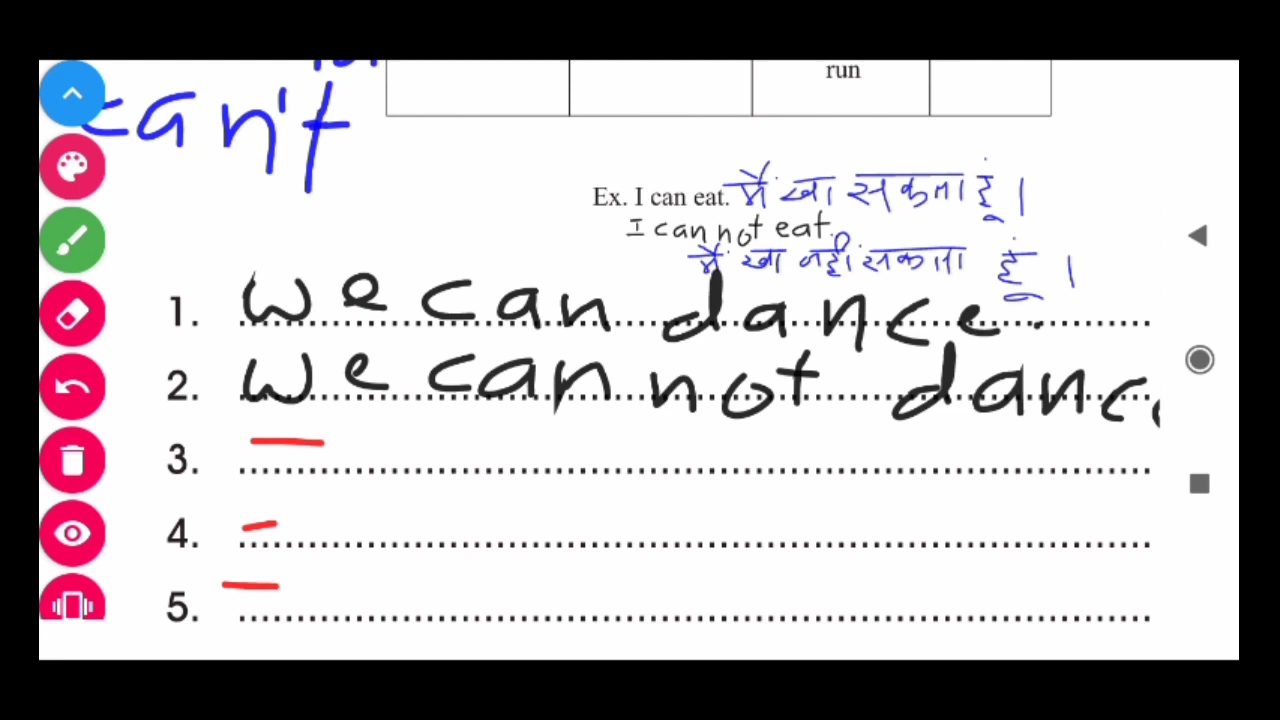 can't
run
Ex. I can eat. मैं खा सकता हूं।
I can not eat.
मैं खा नहीं सकता हूं।
1. we can dance.
2. we can not danc
3.
4.
5.